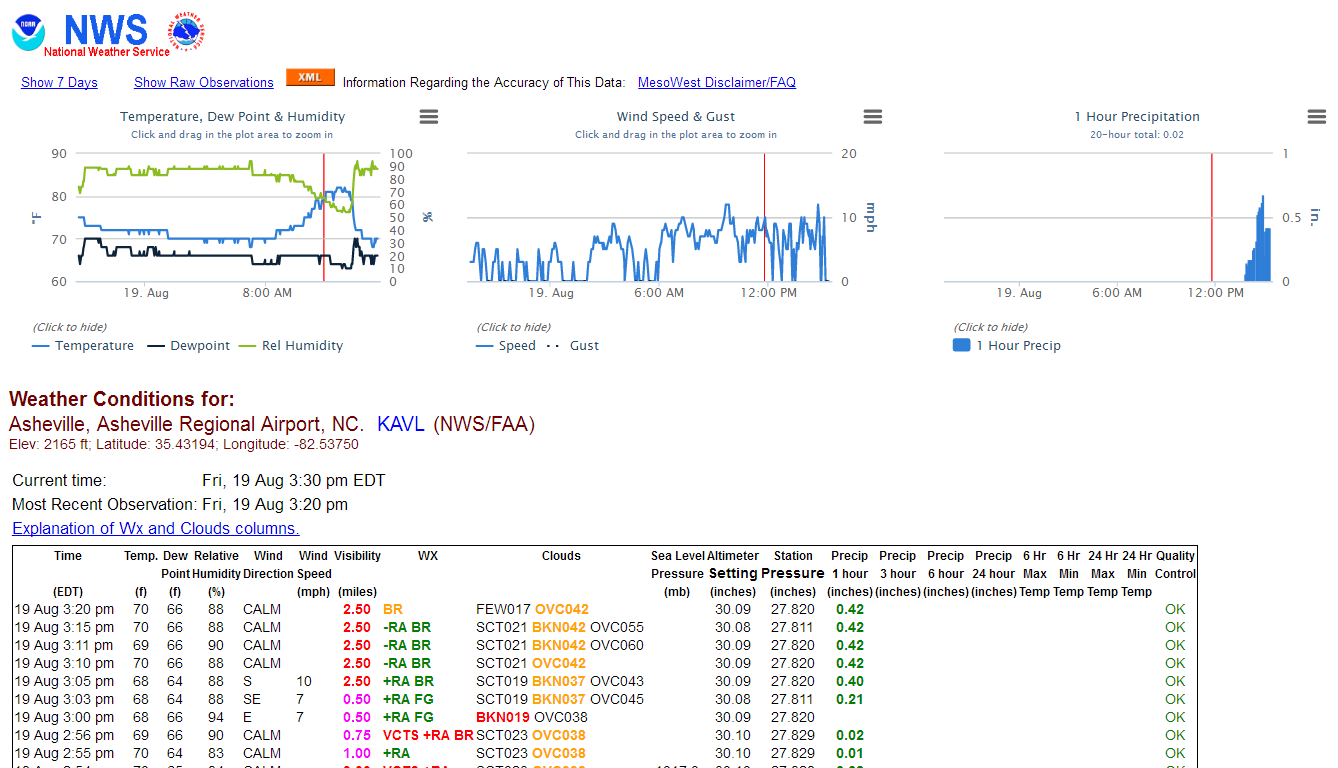 NOAA
NWS
National Weather Service
Show 7 Days Show Raw Observations XML Information Regarding the Accuracy of This Data: MesoWest Disclaimer/FAQ
Temperature, Dew Point & Humidity
Click and drag in the plot area to zoom in
90 100
90
80 80
70
60
50
70 40
30
20
10
60 0
°F %
19. Aug 8:00 AM
(Click to hide)
Temperature Dewpoint Rel Humidity
Wind Speed & Gust
Click and drag in the plot area to zoom in
20
10
0
mph
19. Aug 6:00 AM 12:00 PM
(Click to hide)
Speed Gust
1 Hour Precipitation
20-hour total: 0.02
1
0.5
0
in.
19. Aug 6:00 AM 12:00 PM
(Click to hide)
1 Hour Precip
Weather Conditions for:
Asheville, Asheville Regional Airport, NC. KAVL (NWS/FAA)
Elev: 2165 ft; Latitude: 35.43194; Longitude: -82.53750
Current time: Fri, 19 Aug 3:30 pm EDT
Most Recent Observation: Fri, 19 Aug 3:20 pm
Explanation of Wx and Clouds columns.
Time Temp. Dew Relative Wind Wind Visibility WX Clouds Sea Level Altimeter Station Precip Precip Precip Precip 6 Hr 6 Hr 24 Hr 24 Hr Quality
Point Humidity Direction Speed Pressure Setting Pressure 1 hour 3 hour 6 hour 24 hour Max Min Max Min Control
(EDT) (f) (f) (%) (mph) (miles) (mb) (inches) (inches) (inches) (inches) (inches) (inches) Temp Temp Temp Temp
19 Aug 3:20 pm 70 66 88 CALM 2.50 BR FEW017 OVC042 30.09 27.820 0.42 OK
19 Aug 3:15 pm 70 66 88 CALM 2.50 -RA BR SCT021 BKN042 OVC055 30.08 27.811 0.42 OK
19 Aug 3:11 pm 69 66 90 CALM 2.50 -RA BR SCT021 BKN042 OVC060 30.09 27.820 0.42 OK
19 Aug 3:10 pm 70 66 88 CALM 2.50 -RA BR SCT021 OVC042 30.09 27.820 0.42 OK
19 Aug 3:05 pm 68 64 88 S 10 2.50 +RA BR SCT019 BKN037 OVC043 30.09 27.820 0.40 OK
19 Aug 3:03 pm 68 64 88 SE 7 0.50 +RA FG SCT019 BKN037 OVC045 30.08 27.811 0.21 OK
19 Aug 3:00 pm 68 66 94 E 7 0.50 +RA FG BKN019 OVC038 30.09 27.820 OK
19 Aug 2:56 pm 69 66 90 CALM 0.75 VCTS +RA BR SCT023 OVC038 30.10 27.829 0.02 OK
19 Aug 2:55 pm 70 64 83 CALM 1.00 +RA SCT023 OVC038 30.10 27.829 0.01 OK